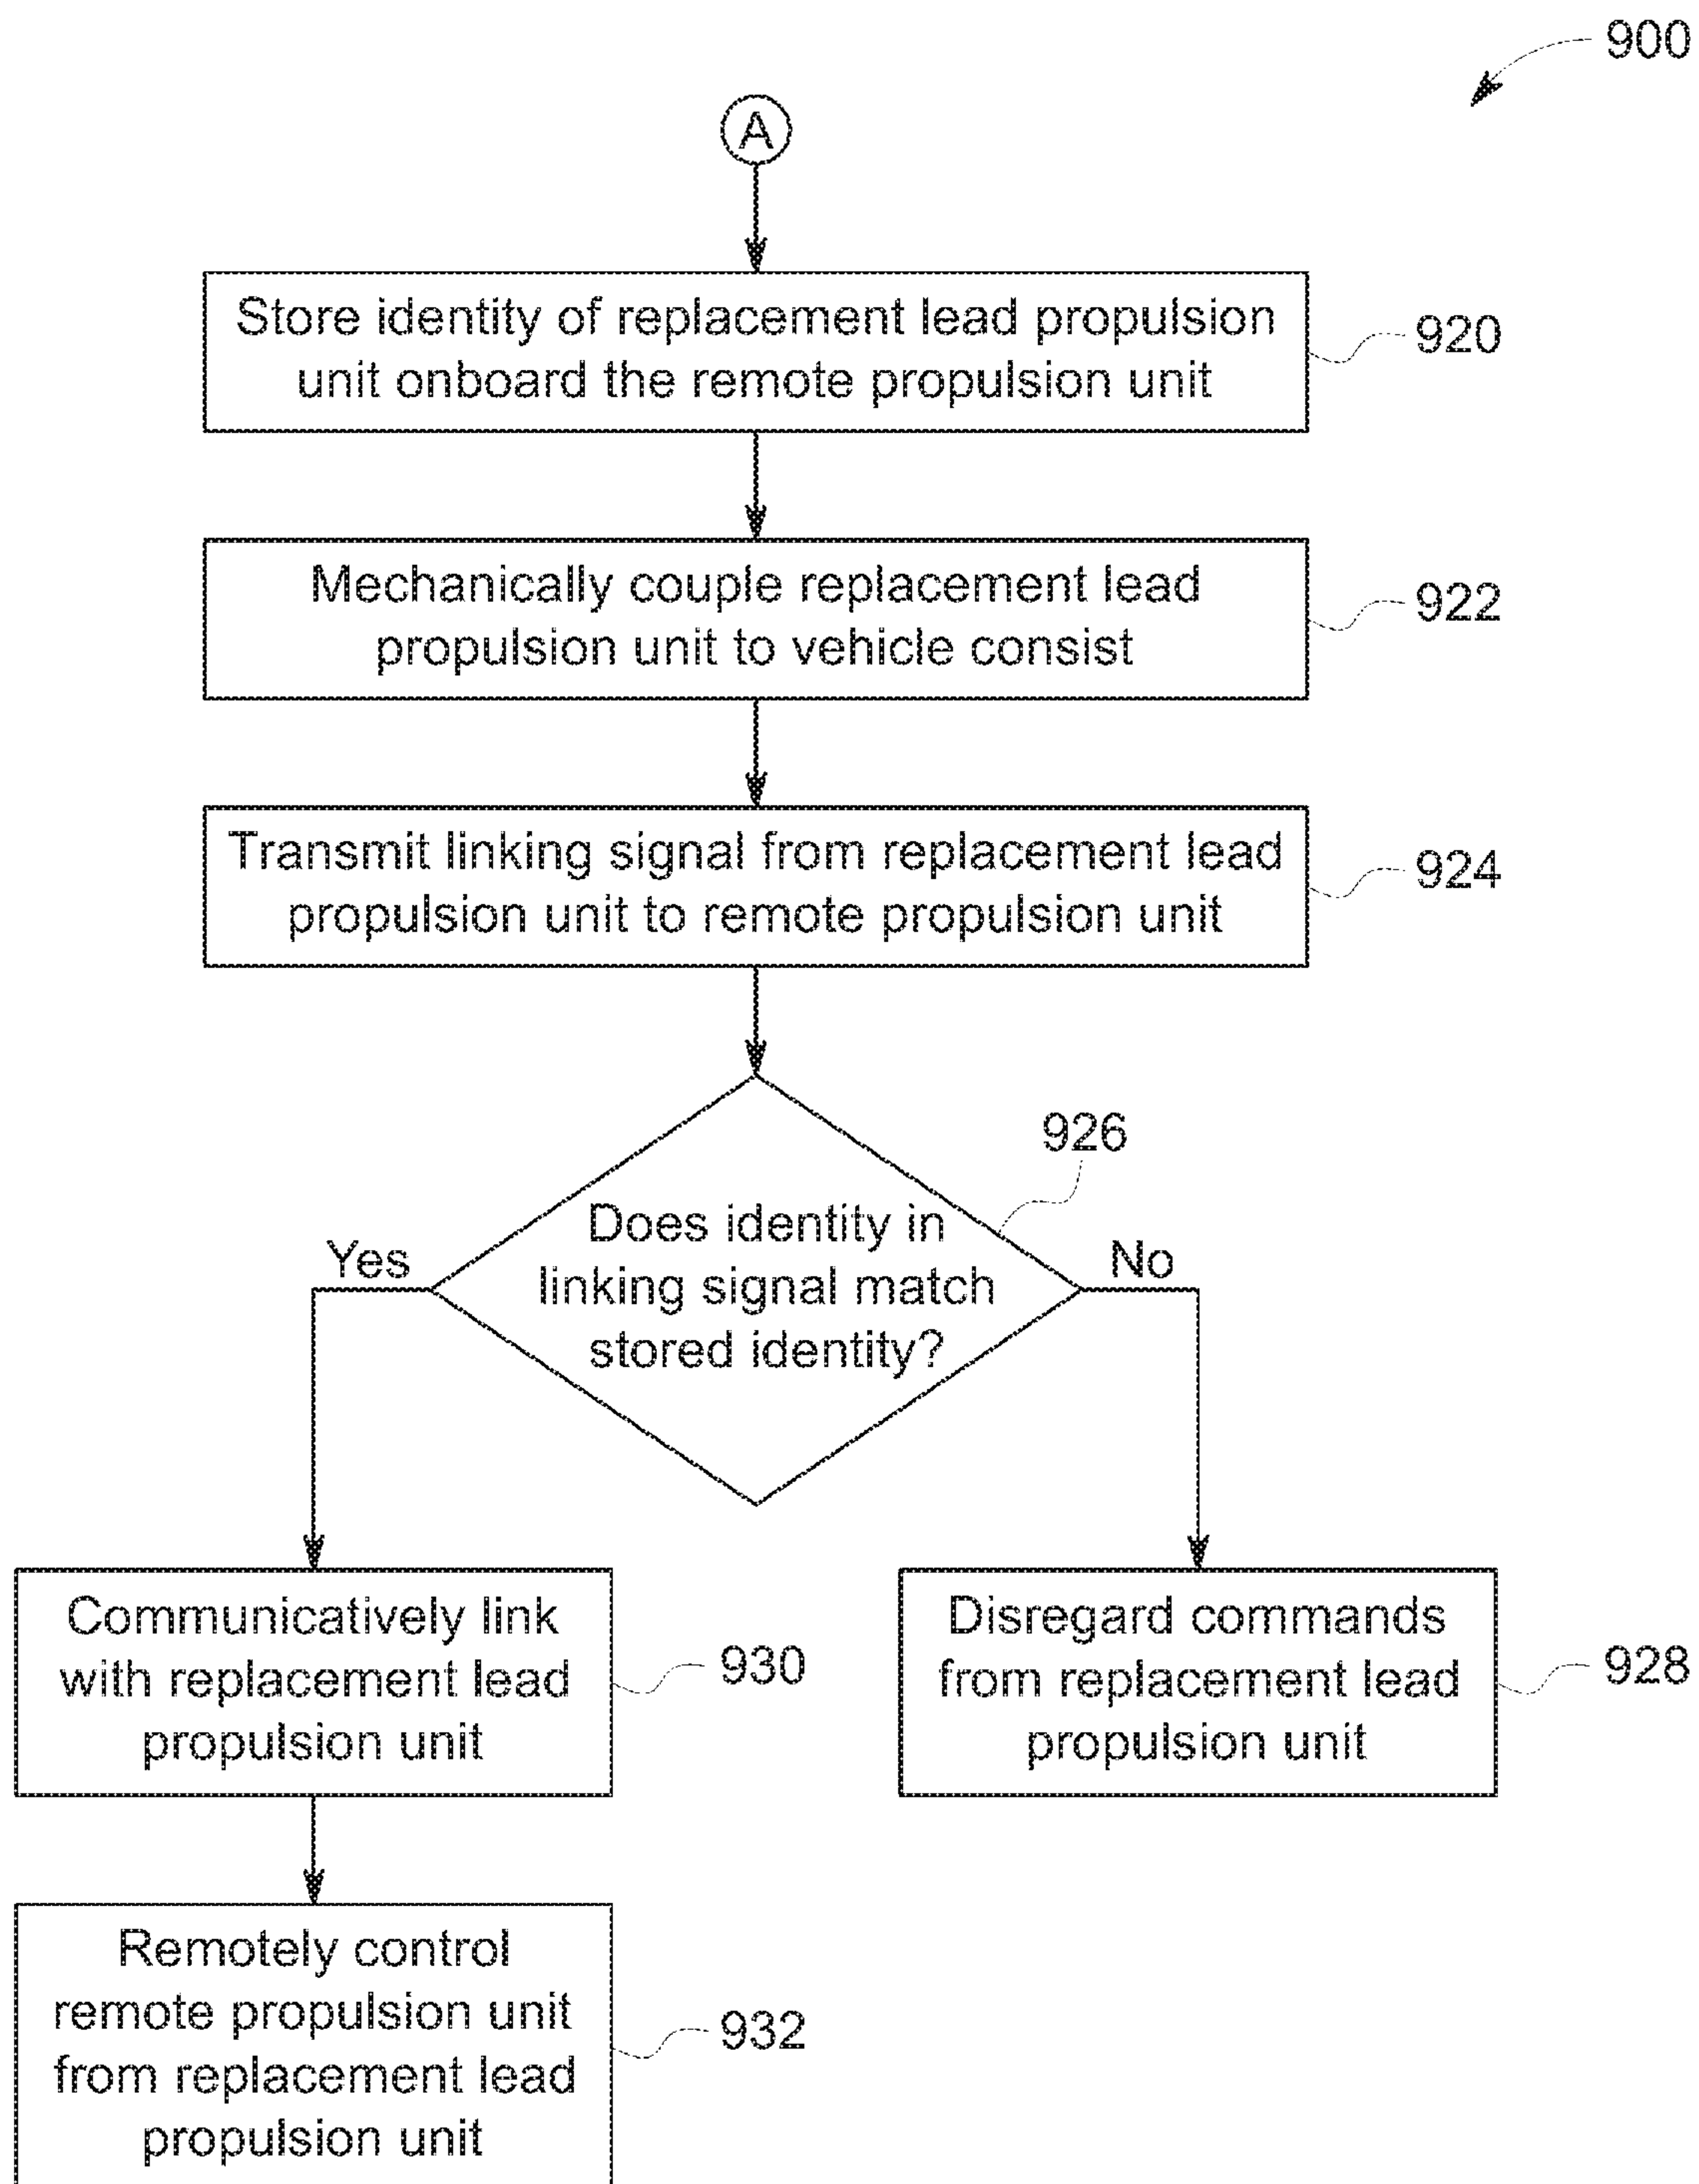 900
A
Store identity of replacement lead propulsion
unit onboard the remote propulsion unit
920
Mechanically couple replacement lead
propulsion unit to vehicle consist
922
Transmit linking signal from replacement lead
propulsion unit to remote propulsion unit
924
926
Does identity in
linking signal match
stored identity?
Yes
No
Communicatively link
with replacement lead
propulsion unit
930
Disregard commands
from replacement lead
propulsion unit
928
Remotely control
remote propulsion unit
from replacement lead
propulsion unit
932